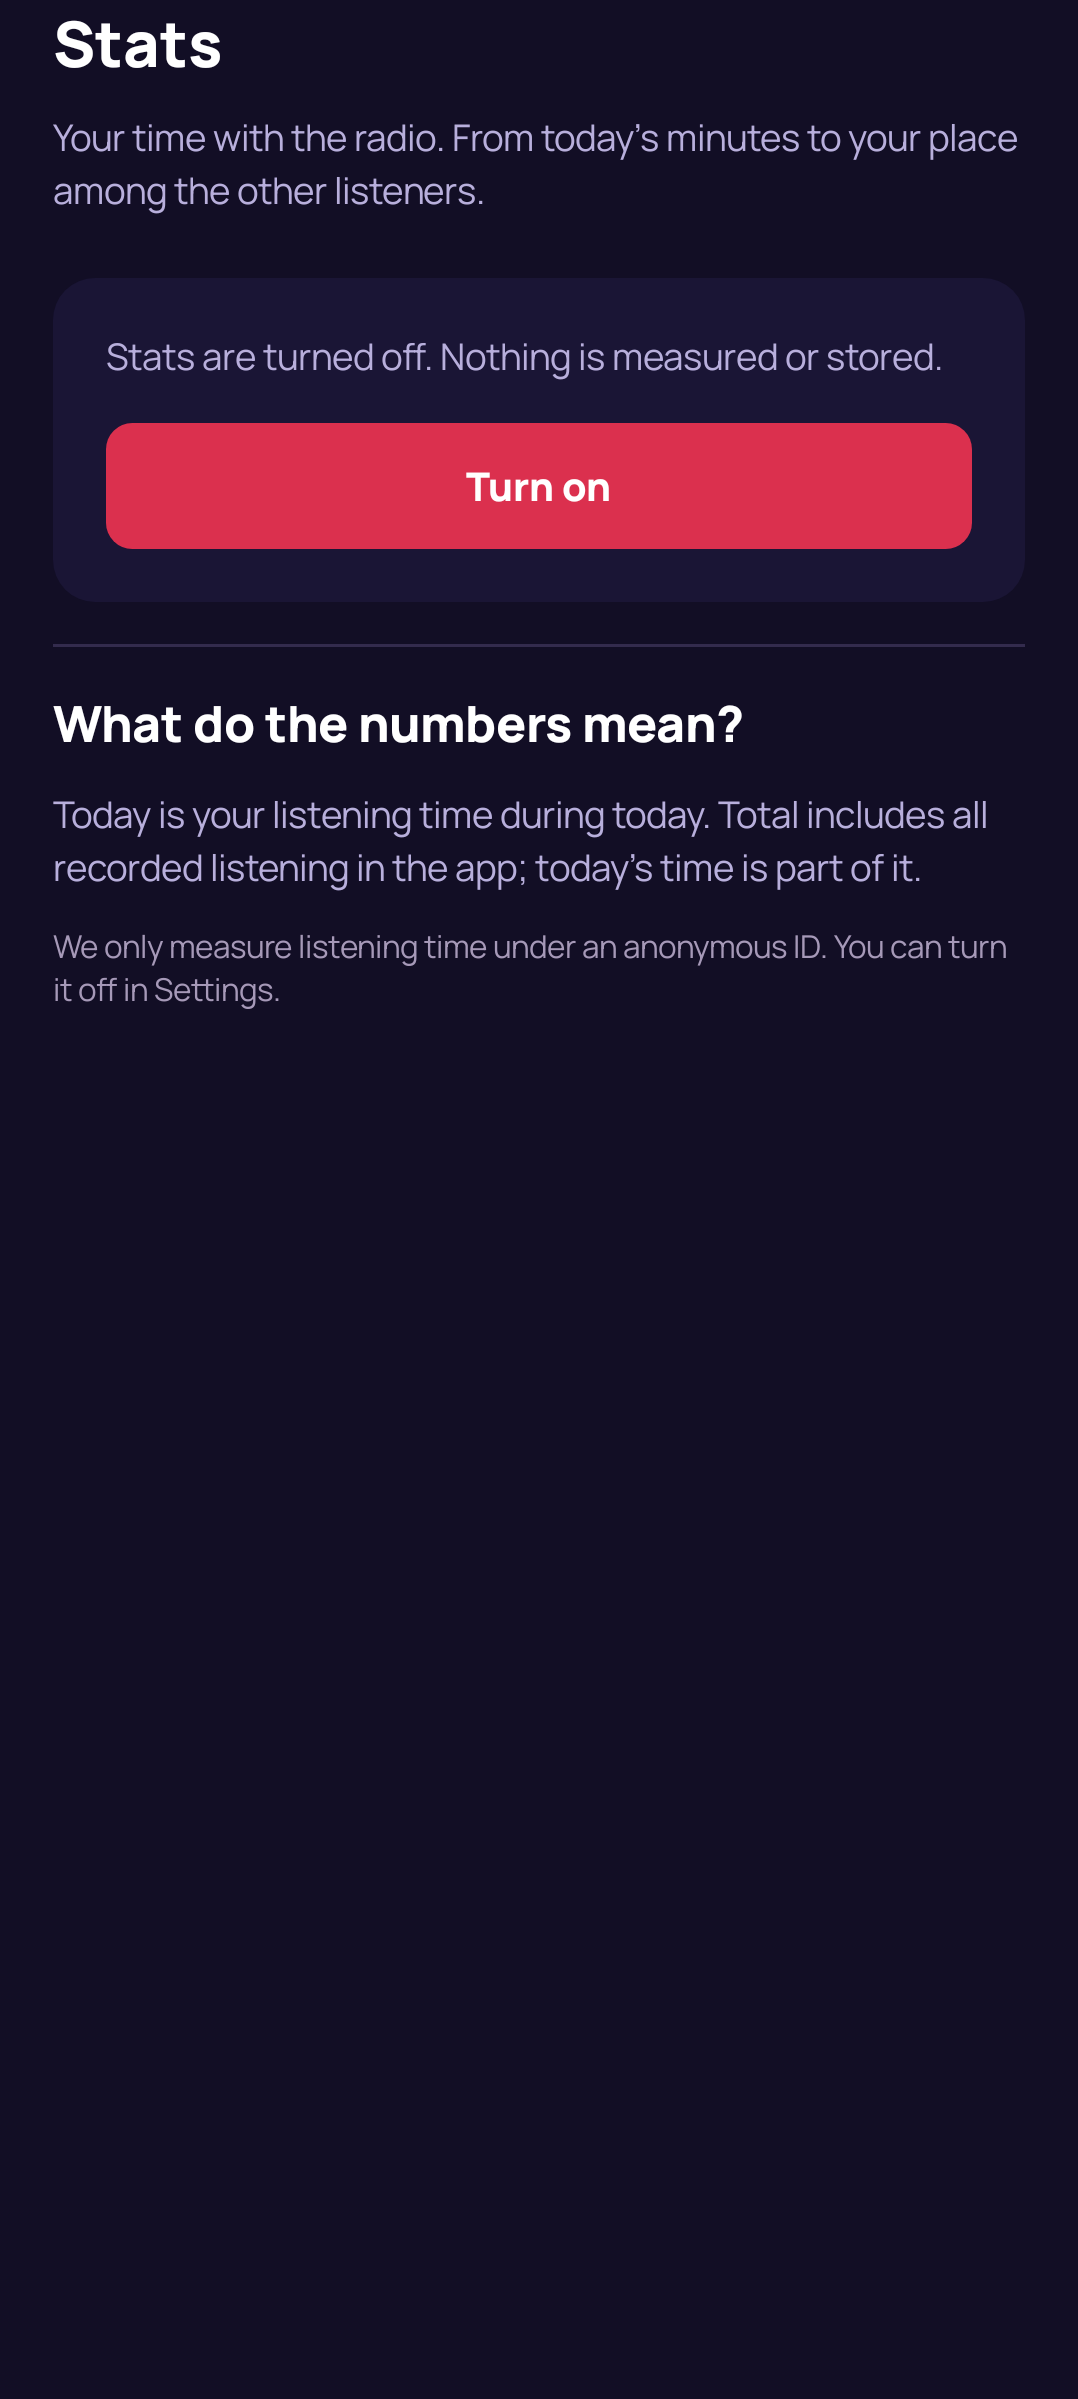 Stats
Your time with the radio. From today’s minutes to your place
among the other listeners.
Stats are turned off. Nothing is measured or stored.
Turn on
What do the numbers mean?
Today is your listening time during today. Total includes all
recorded listening in the app; today’s time is part of it.
We only measure listening time under an anonymous ID. You can turn
it off in Settings.